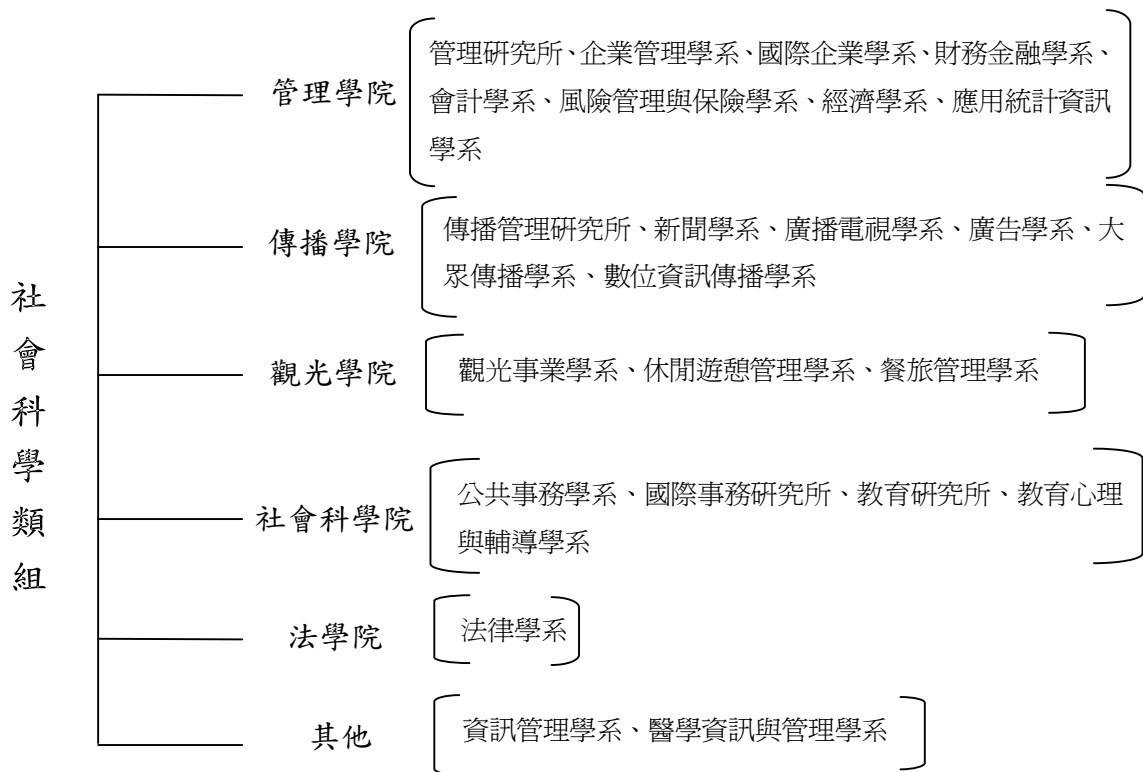 社會科學類組
管理學院
管理研究所、企業管理學系、國際企業學系、財務金融學系、
會計學系、風險管理與保險學系、經濟學系、應用統計資訊
學系
傳播學院
傳播管理研究所、新聞學系、廣播電視學系、廣告學系、大
眾傳播學系、數位資訊傳播學系
觀光學院
觀光事業學系、休閒遊憩管理學系、餐旅管理學系
社會科學院
公共事務學系、國際事務研究所、教育研究所、教育心理
與輔導學系
法學院
法律學系
其他
資訊管理學系、醫學資訊與管理學系